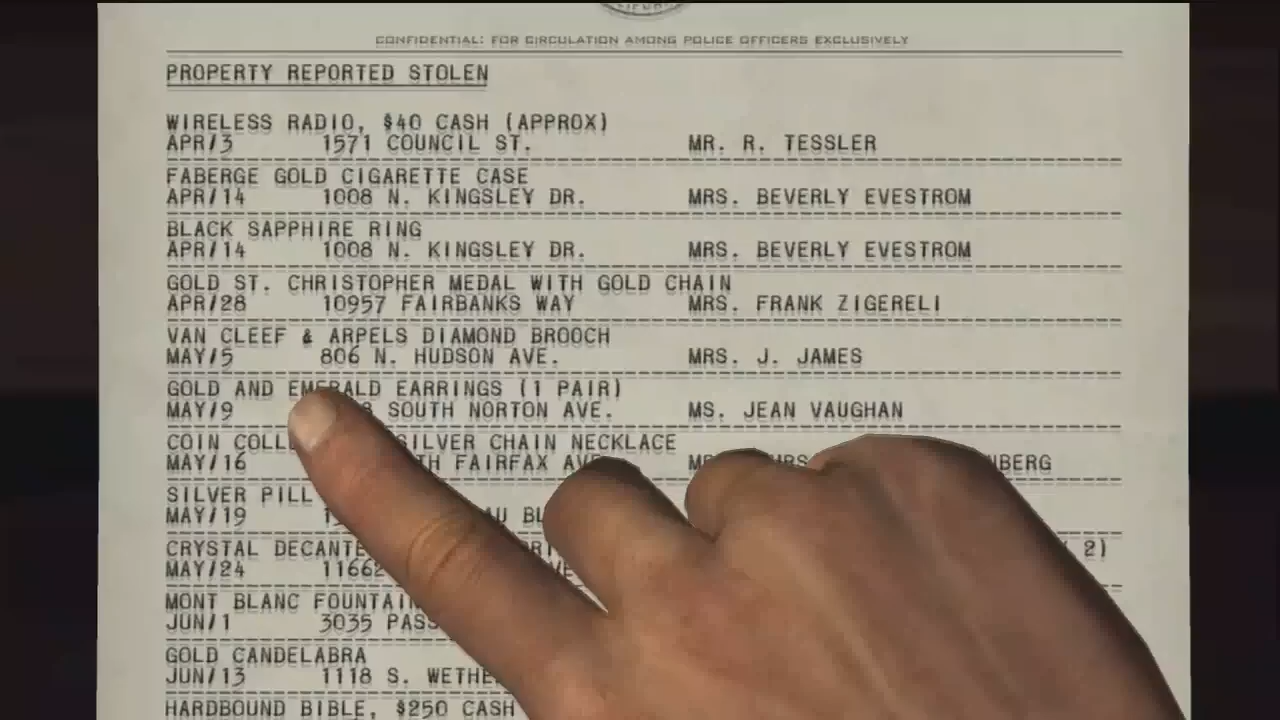 CONFIDENTIAL: FOR CIRCULATION AMONG POLICE OFFICERS EXCLUSIVELY
PROPERTY REPORTED STOLEN
WIRELESS RADIO, $40 CASH (APPROX)
APR/3 1571 COUNCIL ST. MR. R. TESSLER
FABERGE GOLD CIGARETTE CASE
APR/14 1008 N. KINGSLEY DR. MRS. BEVERLY EVESTROM
BLACK SAPPHIRE RING
APR/14 1008 N. KINGSLEY DR. MRS. BEVERLY EVESTROM
GOLD ST. CHRISTOPHER MEDAL WITH GOLD CHAIN
APR/28 10957 FAIRBANKS WAY MRS. FRANK ZIGERELI
VAN CLEEF & ARPELS DIAMOND BROOCH
MAY/5 806 N. HUDSON AVE. MRS. J. JAMES
GOLD AND EMERALD EARRINGS (1 PAIR)
MAY/9 SOUTH NORTON AVE. MS. JEAN VAUGHAN
COIN SILVER CHAIN NECKLACE
MAY/16 FAIRFAX
SILVER PILL
MAY/19
CRYSTAL 2)
MAY/24 11662
MONT BLANC FOUNTAIN
JUN/1 3035
GOLD CANDELABRA
JUN/13 1118 S.
HARDBOUND BIBLE, $250 CASH